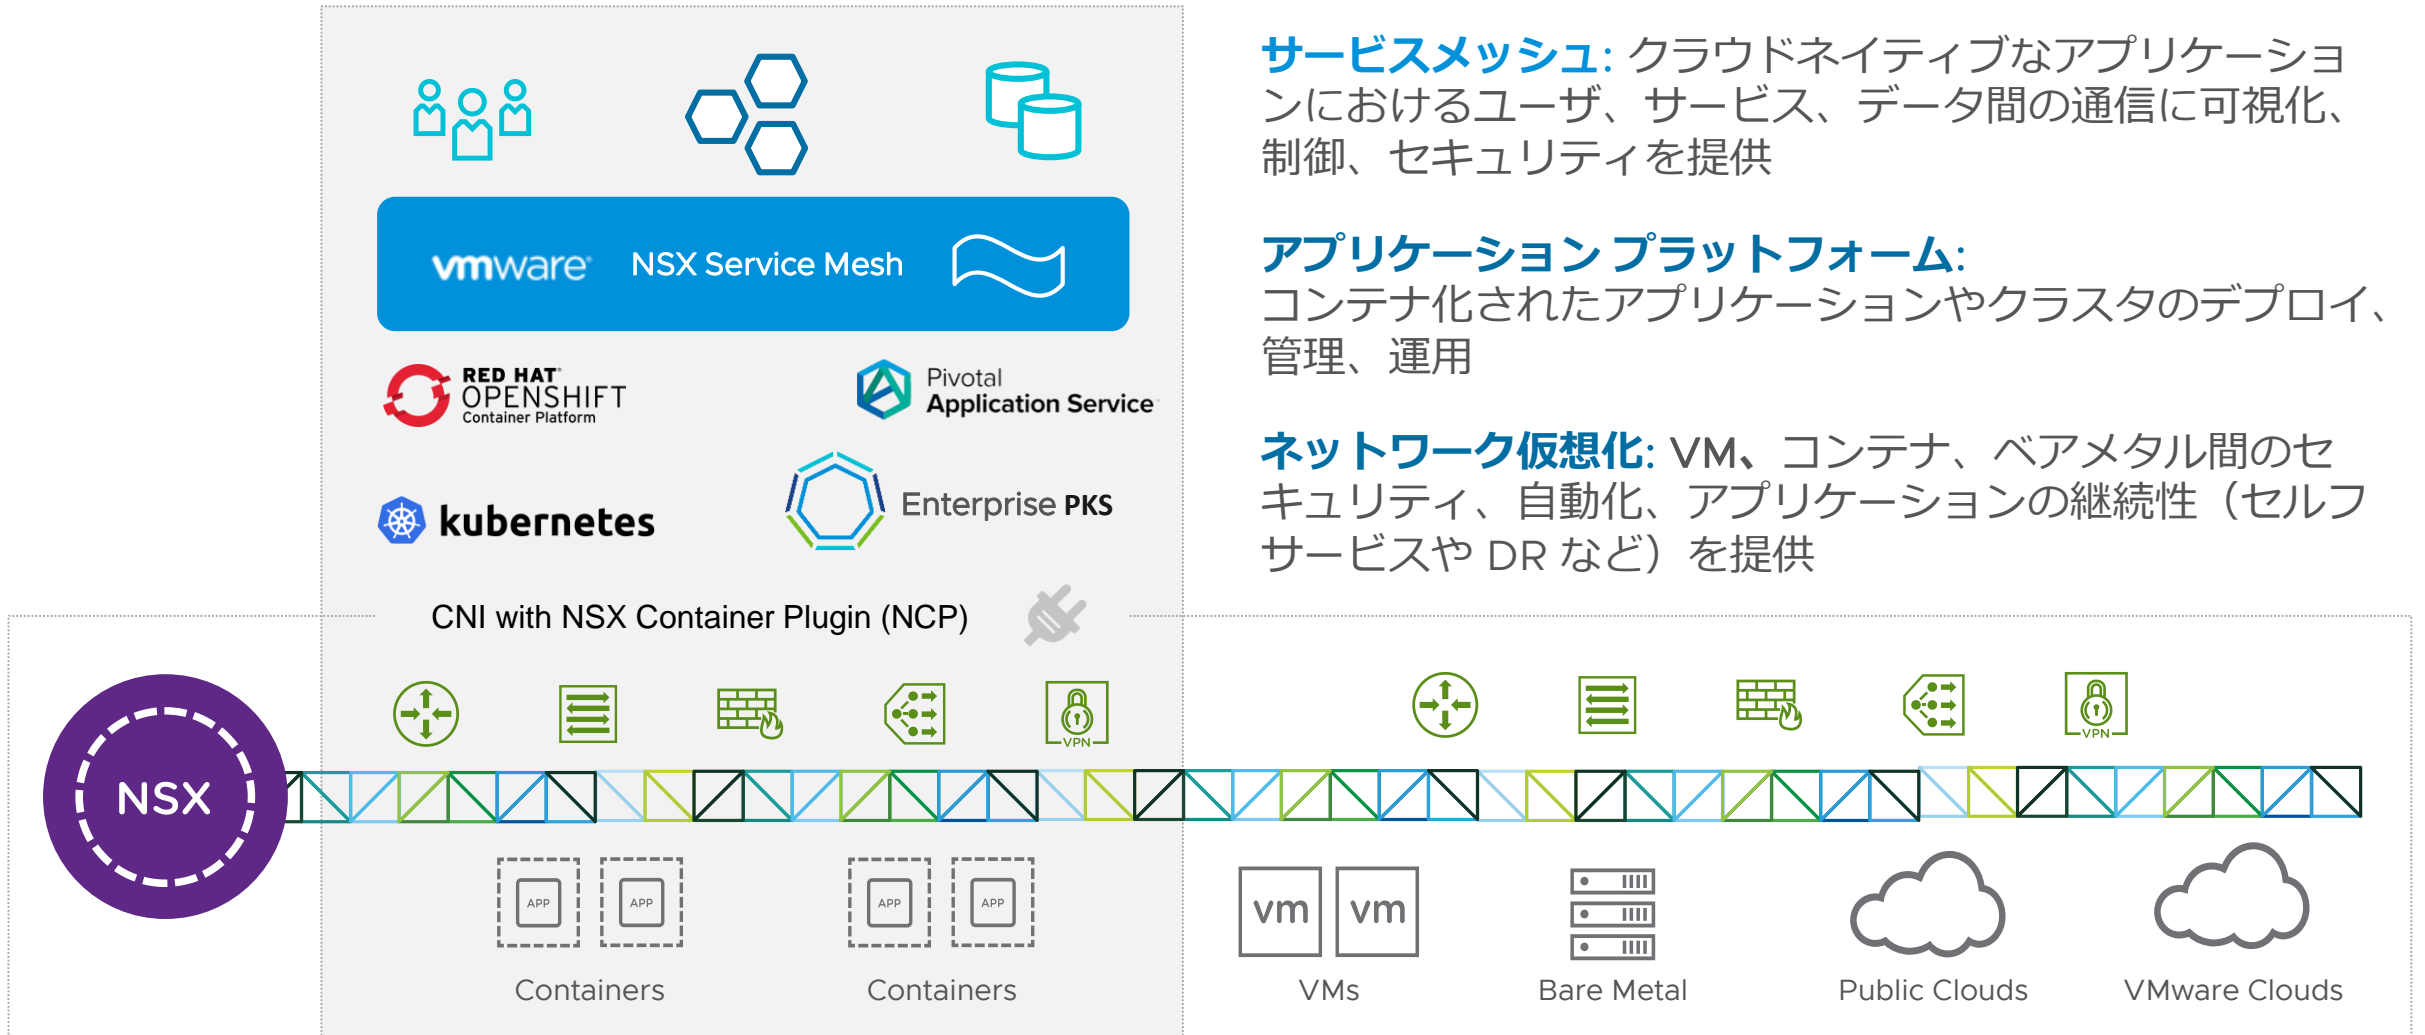 サービスメッシュ: クラウドネイティブなアプリケーショ
ンにおけるユーザ、サービス、データ間の通信に可視化、
制御、セキュリティを提供
アプリケーション プラットフォーム:
コンテナ化されたアプリケーションやクラスタのデプロイ、
管理、運用
ネットワーク仮想化: VM、コンテナ、ベアメタル間のセ
キュリティ、自動化、アプリケーションの継続性（セルフ
サービスや DR など）を提供
vmware® NSX Service Mesh
RED HAT®
OPENSHIFT
Container Platform
Pivotal
Application Service™
kubernetes
Enterprise PKS
CNI with NSX Container Plugin (NCP)
VPN
VPN
NSX
APP APP APP APP
vm vm
Containers Containers VMs Bare Metal Public Clouds VMware Clouds